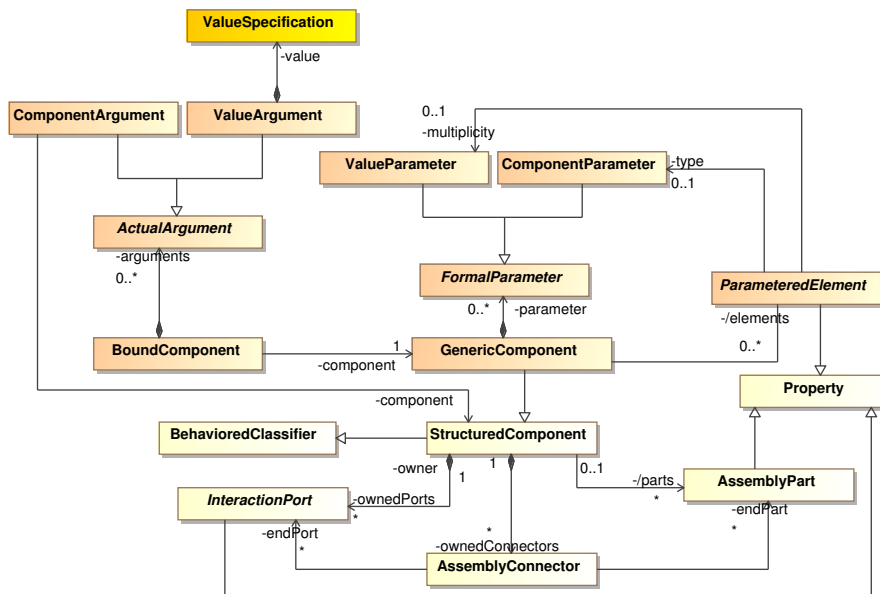 ValueSpecification
-value
ComponentArgument
ValueArgument
0..1
-multiplicity
ValueParameter
ComponentParameter
-type
0..1
ActualArgument
-arguments
0..*
FormalParameter
0..*
-parameter
ParameteredElement
-/elements
0..*
BoundComponent
1
-component
GenericComponent
Property
-component
BehavioredClassifier
StructuredComponent
-owner
1
1
0..1
-/parts
*
AssemblyPart
-endPart
*
InteractionPort
-ownedPorts
*
-endPort
*
*
-ownedConnectors
AssemblyConnector